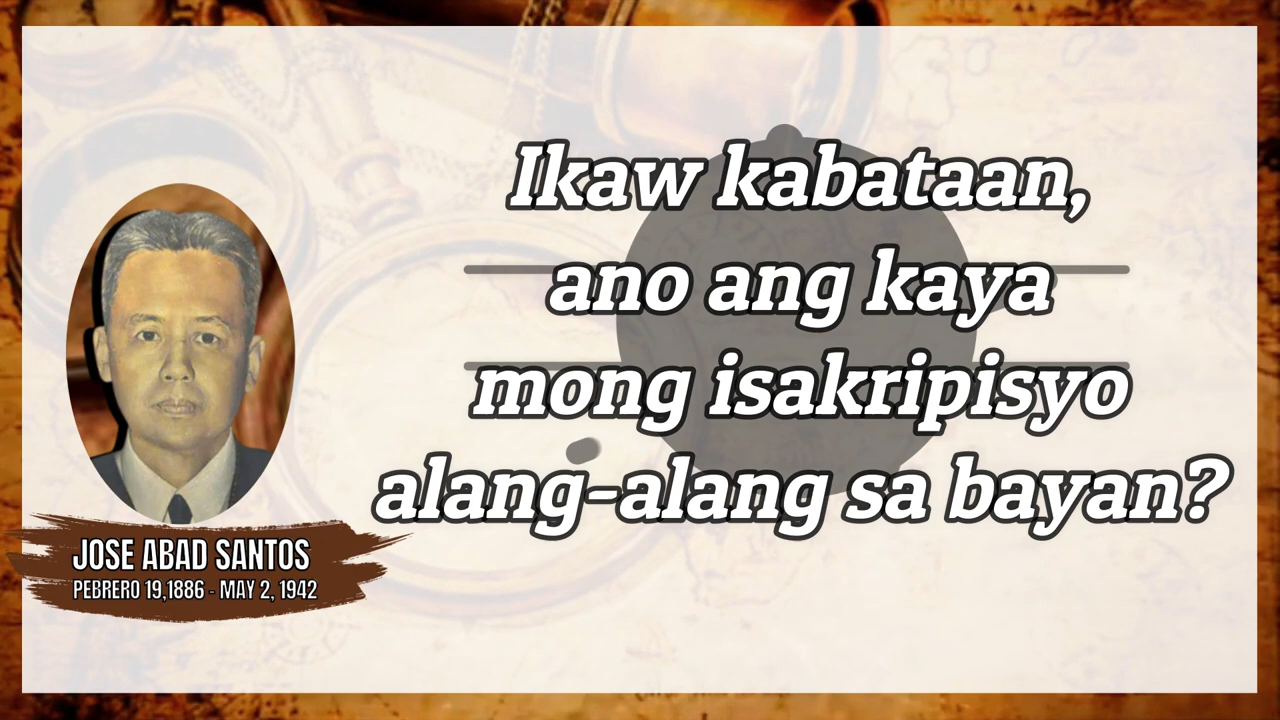 Ikaw kabataan,
ano ang kaya
mong isakripisyo
alang-alang sa bayan?
JOSE ABAD SANTOS
PEBRERO 19,1886 - MAY 2, 1942